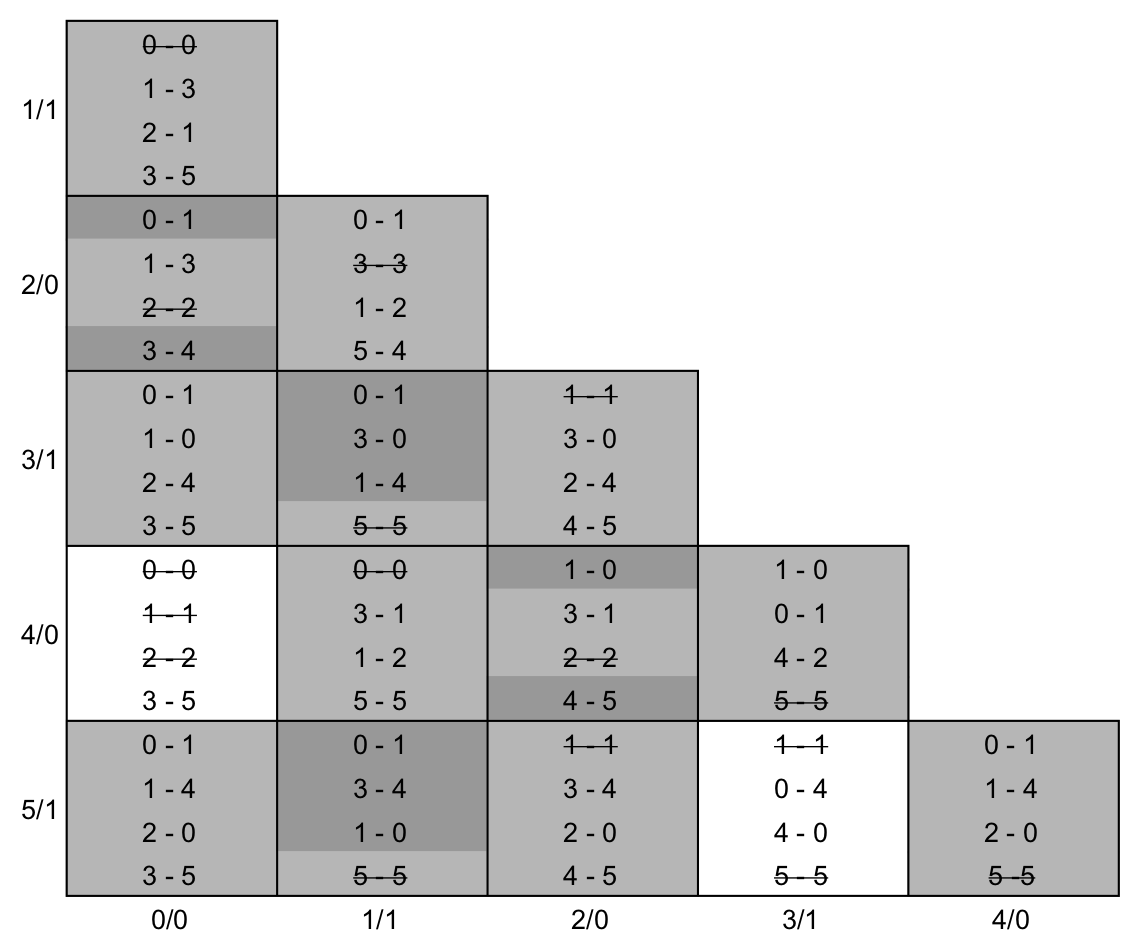 0 - 0
1 - 3
1/1
2 - 1
3 - 5
0 - 1 0 - 1
1 - 3 3 - 3
2/0
2 - 2 1 - 2
3 - 4 5 - 4
0 - 1 0 - 1 1 - 1
1 - 0 3 - 0 3 - 0
3/1
2 - 4 1 - 4 2 - 4
3 - 5 5 - 5 4 - 5
0 - 0 0 - 0 1 - 0 1 - 0
1 - 1 3 - 1 3 - 1 0 - 1
4/0
2 - 2 1 - 2 2 - 2 4 - 2
3 - 5 5 - 5 4 - 5 5 - 5
0 - 1 0 - 1 1 - 1 1 - 1 0 - 1
1 - 4 3 - 4 3 - 4 0 - 4 1 - 4
5/1
2 - 0 1 - 0 2 - 0 4 - 0 2 - 0
3 - 5 5 - 5 4 - 5 5 - 5 5 -5
0/0 1/1 2/0 3/1 4/0